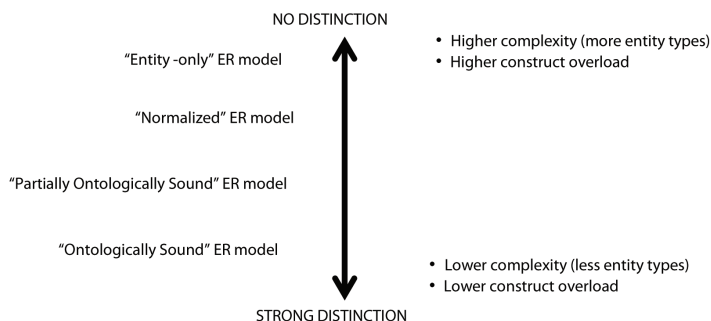 NO DISTINCTION
• Higher complexity (more entity types)
“Entity -only” ER model
• Higher construct overload
“Normalized” ER model
“Partially Ontologically Sound” ER model
“Ontologically Sound” ER model
• Lower complexity (less entity types)
• Lower construct overload
STRONG DISTINCTION